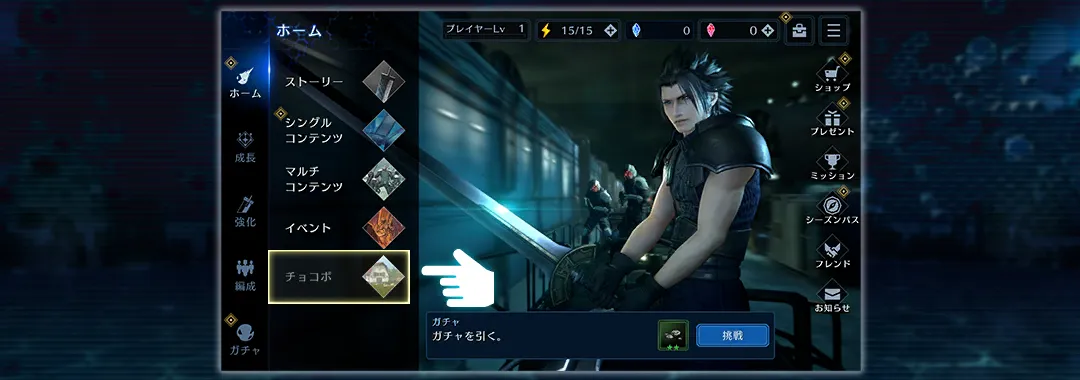 ホーム
プレイヤーLv 1
15/15
0
0
ホーム
成長
強化
編成
ガチャ
ストーリー
シングル
コンテンツ
マルチ
コンテンツ
イベント
チョコボ
ショップ
プレゼント
ミッション
シーズンパス
フレンド
お知らせ
ガチャ
ガチャを引く。
挑戦